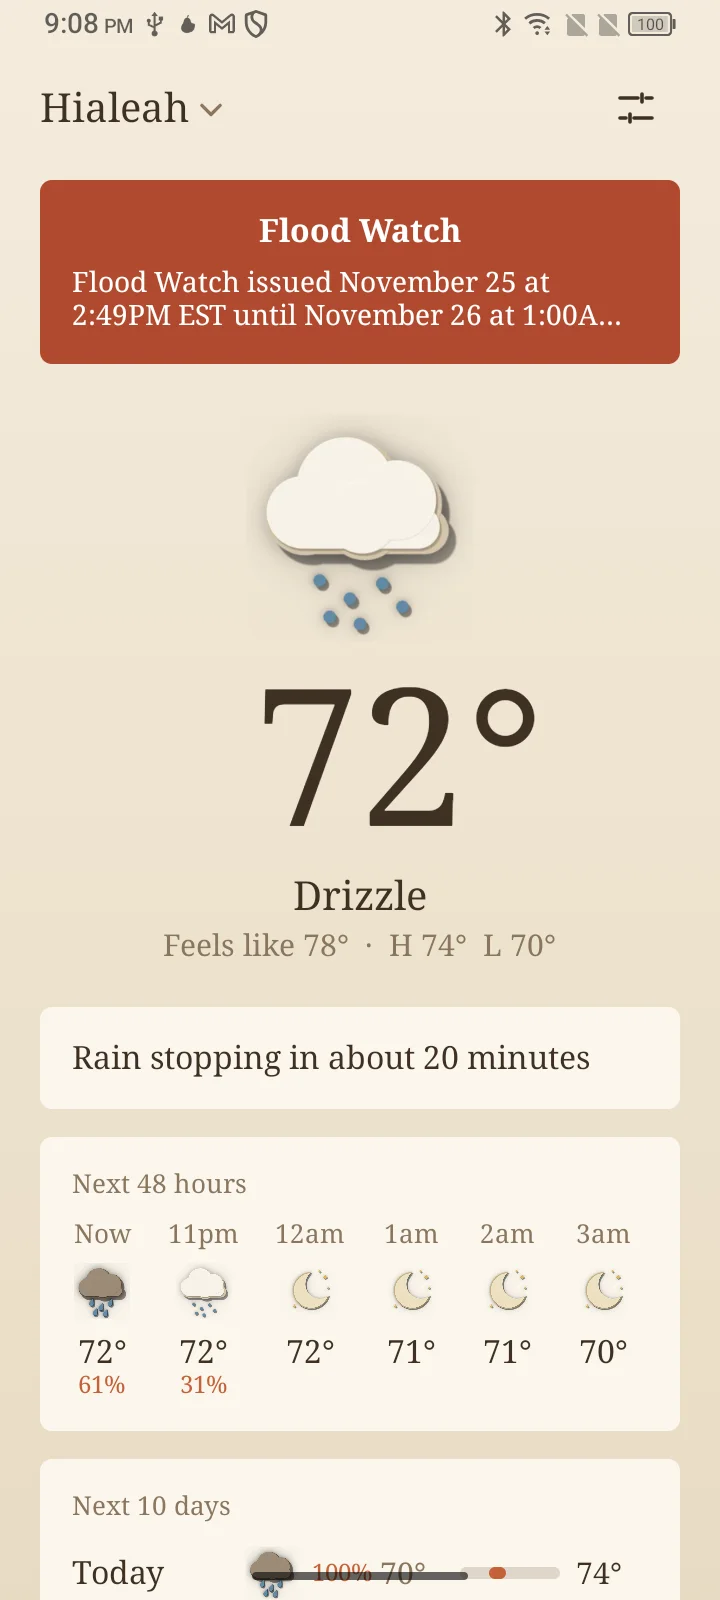 9:08 PM 100
Hialeah
Flood Watch
Flood Watch issued November 25 at
2:49PM EST until November 26 at 1:00A...
72°
Drizzle
Feels like 78° · H 74° L 70°
Rain stopping in about 20 minutes
Next 48 hours
Now 11pm 12am 1am 2am 3am
72° 72° 72° 71° 71° 70°
61% 31%
Next 10 days
Today 100% 70° 74°